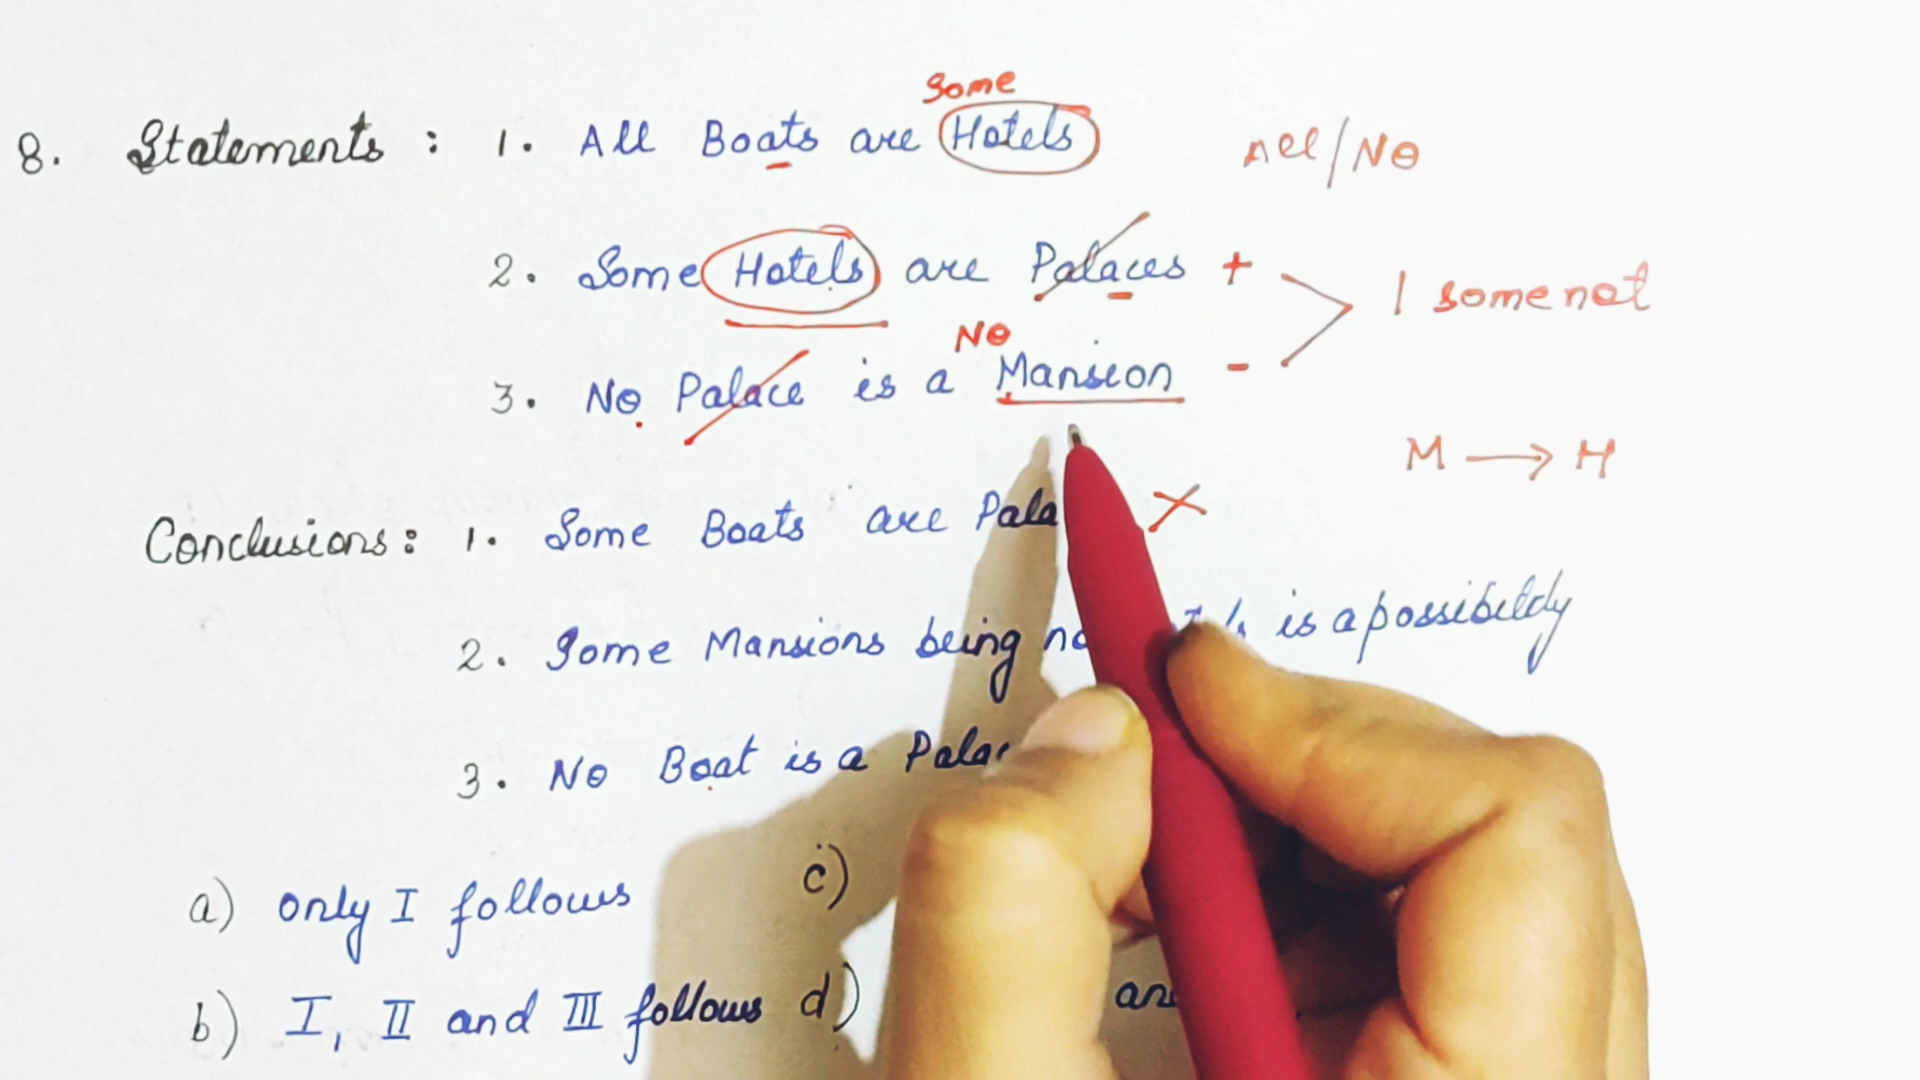 Some
8. Statements : 1. All Boats are Hotels All/No
2. Some Hotels are Palaces + | some not
No
3. No Palace is a Mansion -
M → H
Conclusions: 1. Some Boats are Pala ×
2. Some Mansions being is a possibility
3. No Boat is a Pala
a) only I follows c)
b) I, II and III follows d)